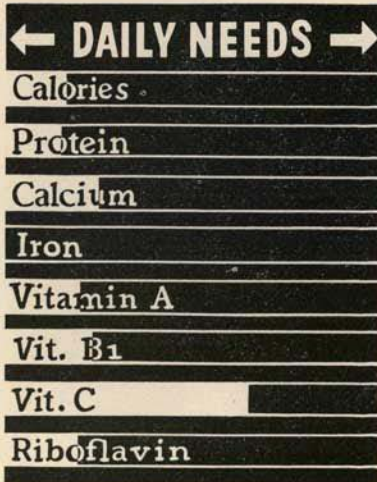 ← DAILY NEEDS →
Calories
Protein
Calcium
Iron
Vitamin A
Vit. B1
Vit. C
Riboflavin